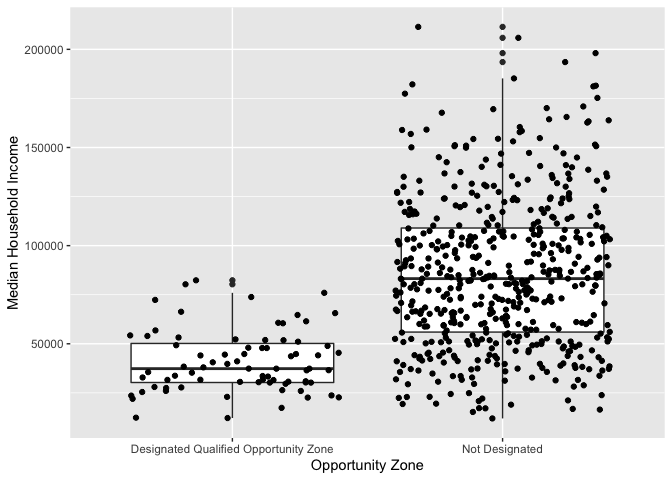 200000
150000
100000
50000
Median Household Income
Designated Qualified Opportunity Zone
Not Designated
Opportunity Zone